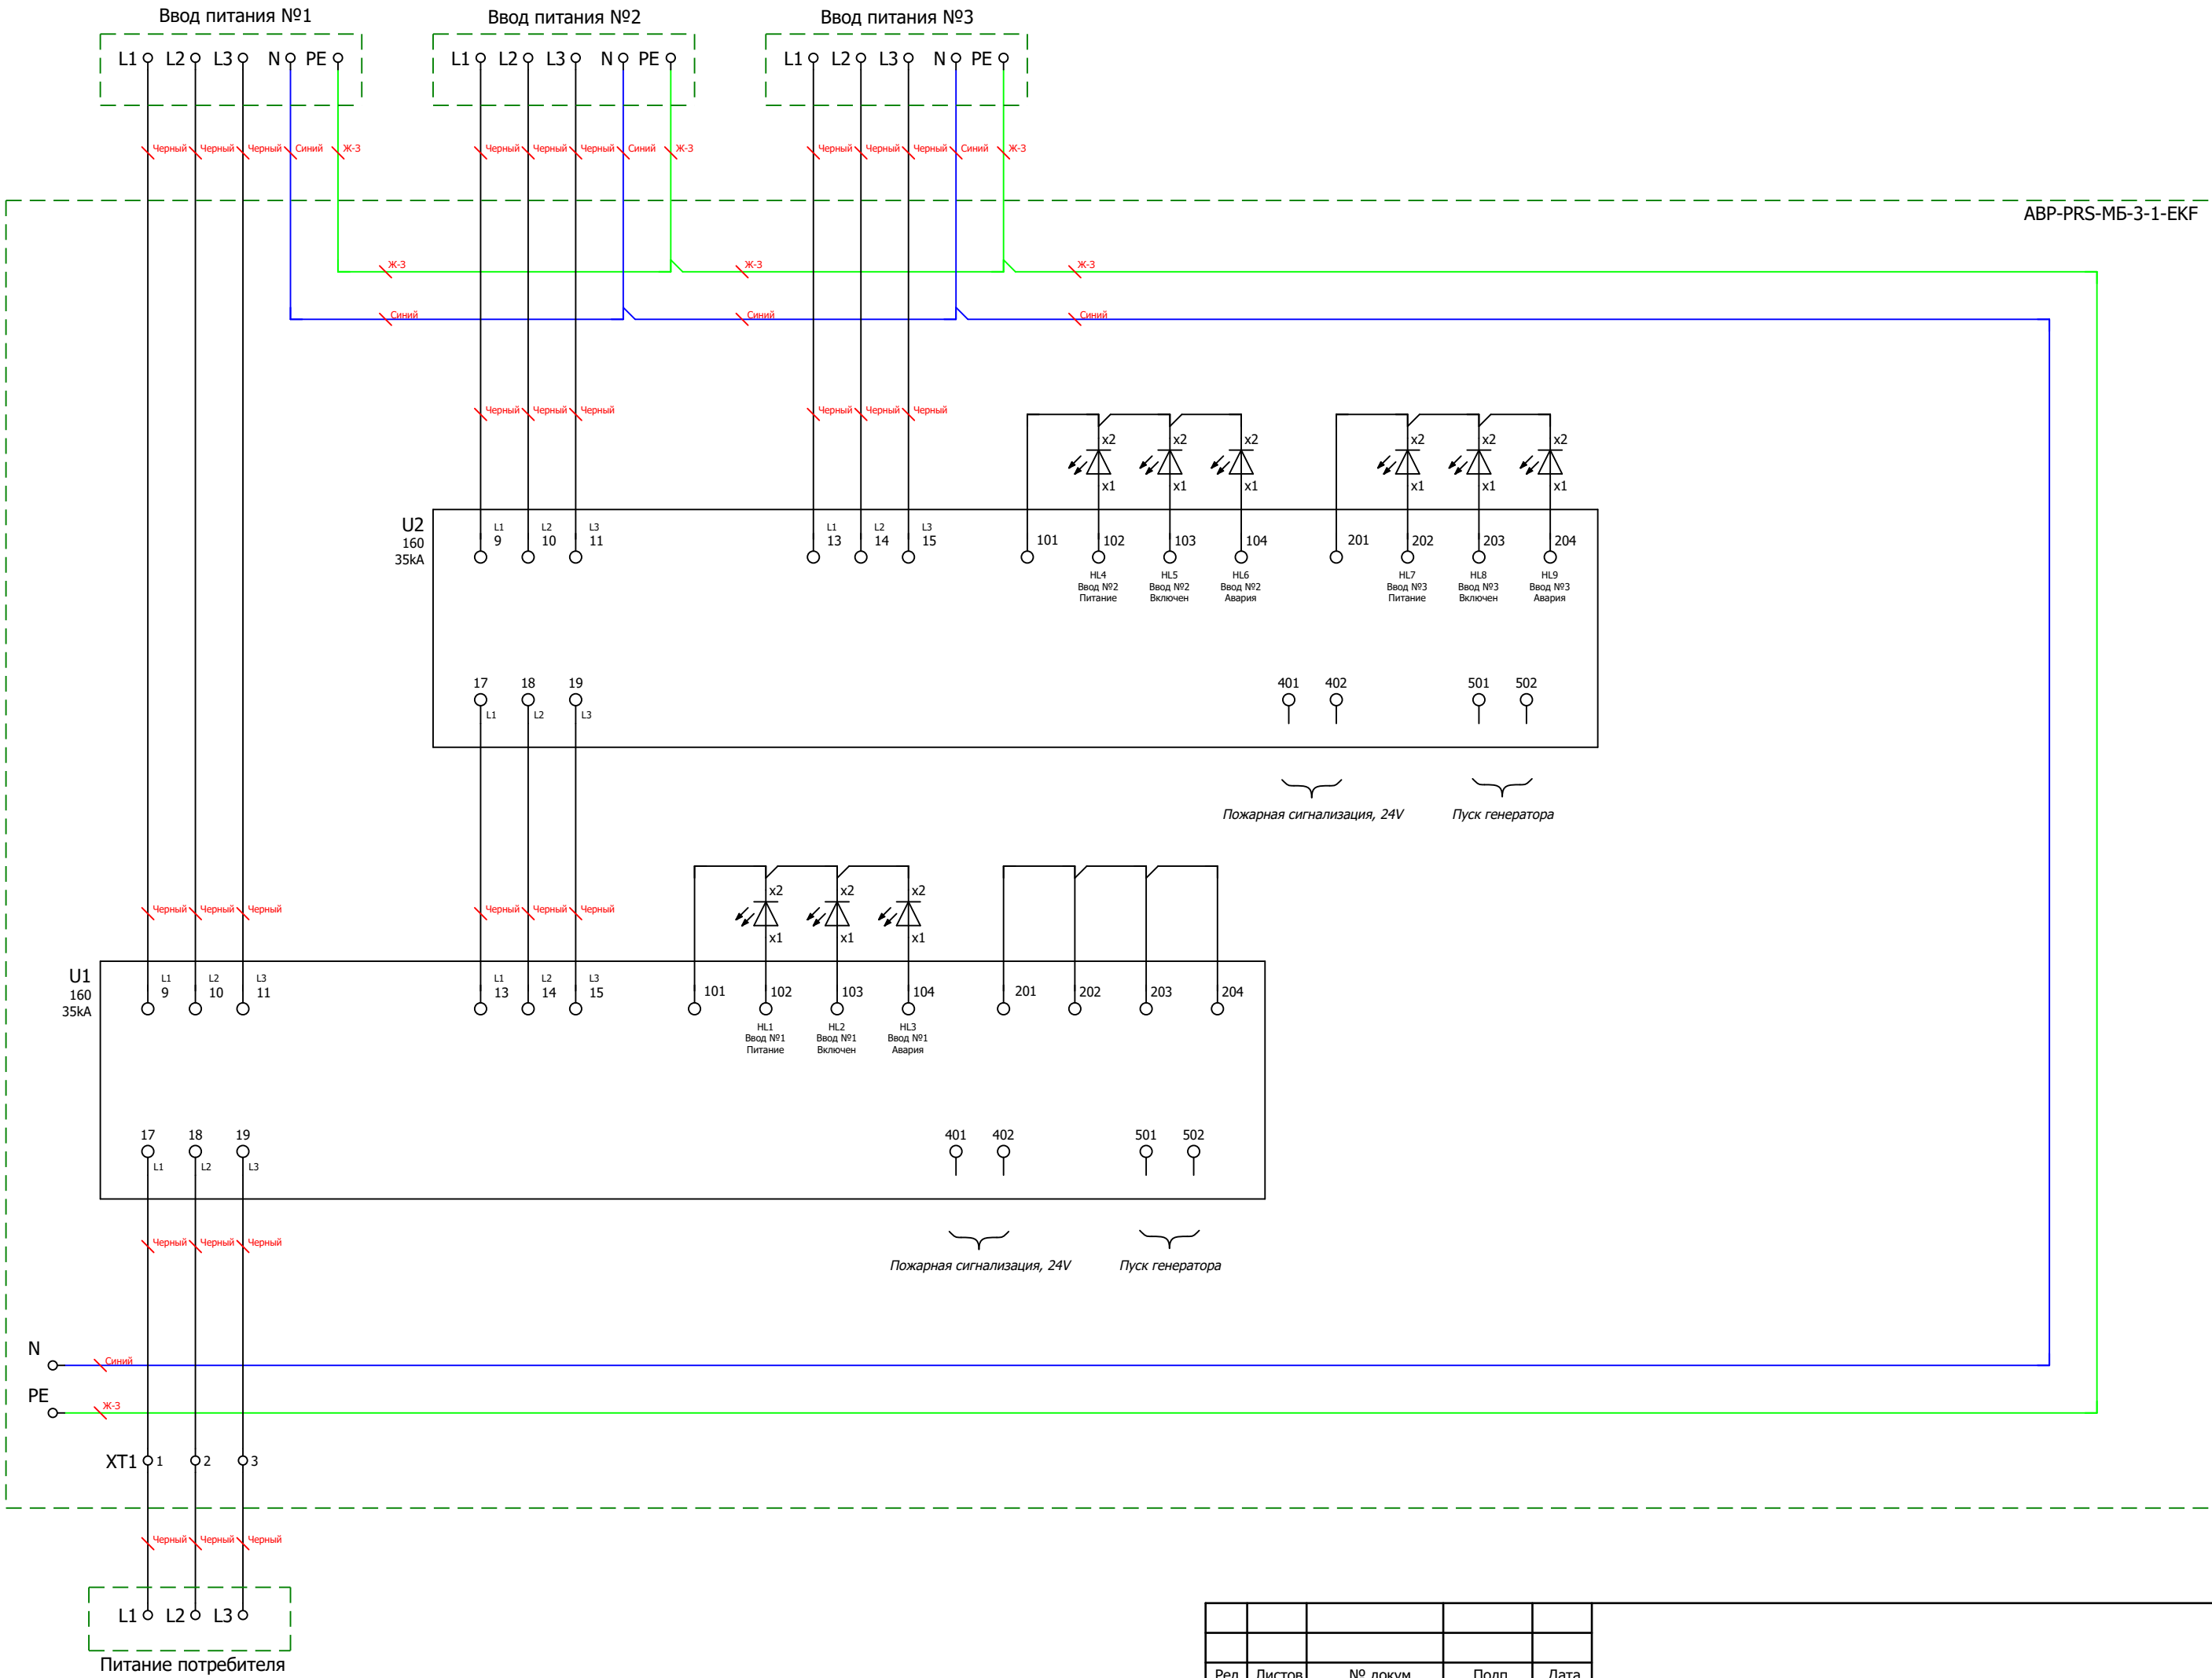 Ввод питания №1 Ввод питания №2 Ввод питания №3
L1 L2 L3 N PE L1 L2 L3 N PE L1 L2 L3 N PE
Черный Черный Черный Синий Ж-З Черный Черный Черный Синий Ж-З Черный Черный Черный Синий Ж-З
АВР-PRS-МБ-3-1-EKF
Ж-З Ж-З Ж-З
Синий Синий Синий
Черный Черный Черный Черный Черный Черный
x2 x2 x2 x2 x2 x2
x1 x1 x1 x1 x1 x1
U2
160
35kA
L1 L2 L3 L1 L2 L3
9 10 11 13 14 15 101 102 103 104 201 202 203 204
HL4 HL5 HL6 HL7 HL8 HL9
Ввод №2 Ввод №2 Ввод №2 Ввод №3 Ввод №3 Ввод №3
Питание Включен Авария Питание Включен Авария
17 18 19 401 402 501 502
L1 L2 L3
Пожарная сигнализация, 24V Пуск генератора
x2 x2 x2
Черный Черный Черный Черный Черный Черный
x1 x1 x1
U1
160
35kA
L1 L2 L3 L1 L2 L3
9 10 11 13 14 15 101 102 103 104 201 202 203 204
HL1 HL2 HL3
Ввод №1 Ввод №1 Ввод №1
Питание Включен Авария
17 18 19 401 402 501 502
L1 L2 L3
Черный Черный Черный
Пожарная сигнализация, 24V Пуск генератора
N
Синий
PE
Ж-З
XT1 1 2 3
Черный Черный Черный
L1 L2 L3
Питание потребителя
Ред Листов № докум Подп Дата